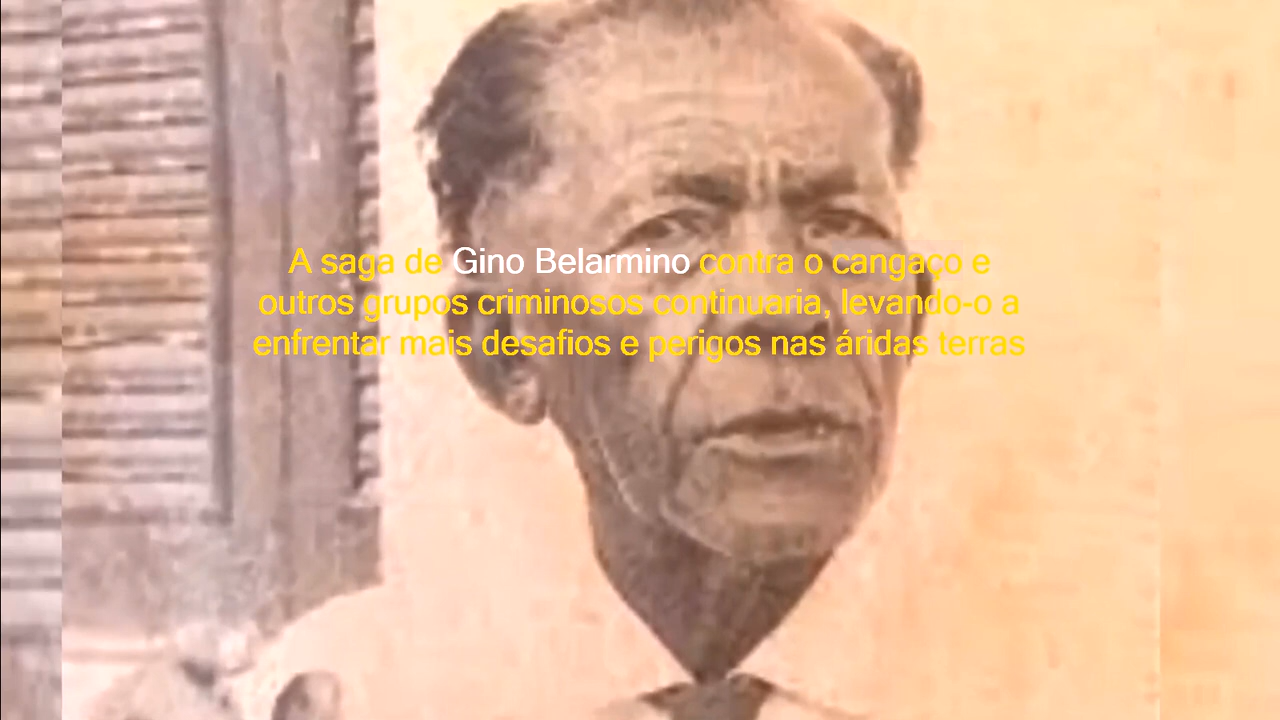 A saga de Gino Belarmino contra o cangaço e
outros grupos criminosos continuaria, levando-o a
enfrentar mais desafios e perigos nas áridas terras